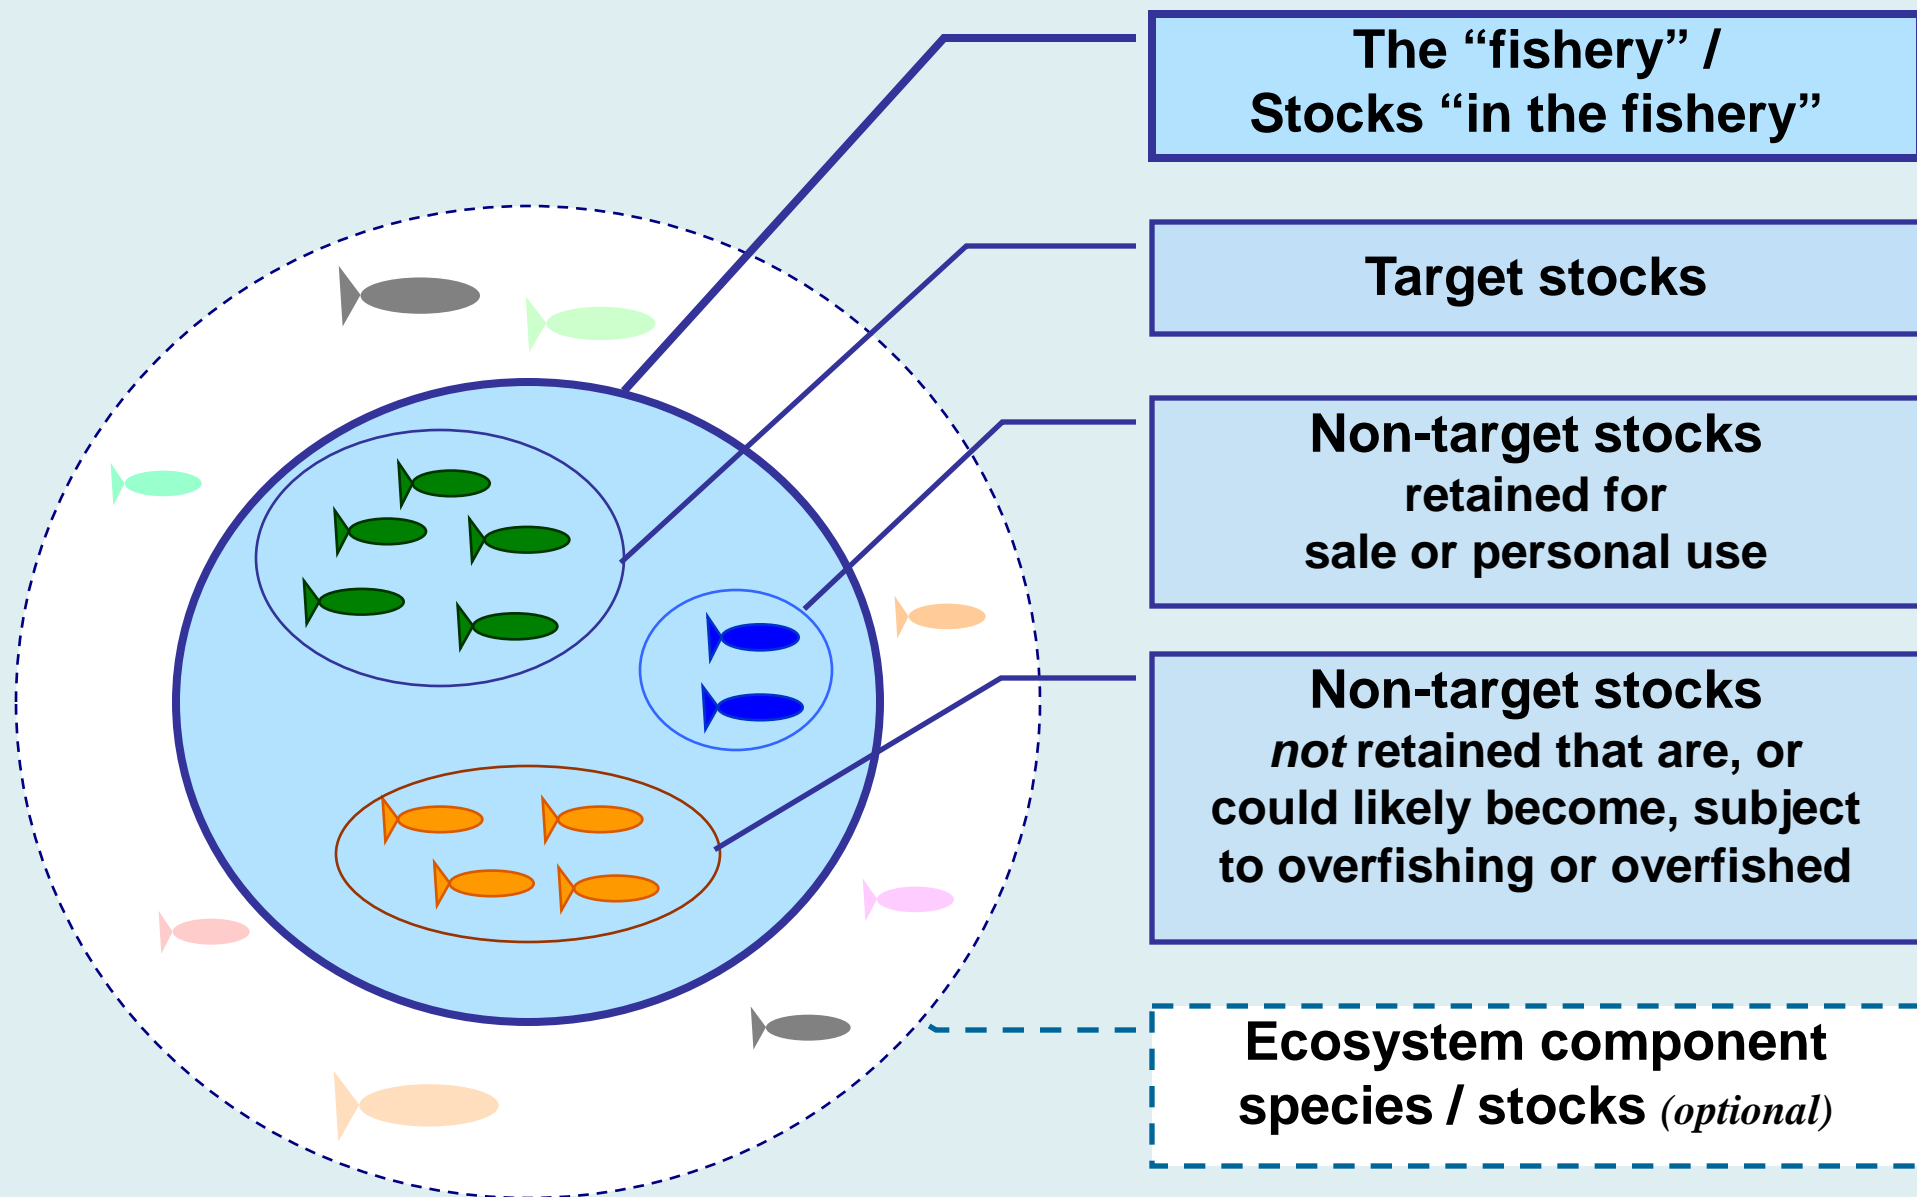 The “fishery” /
Stocks “in the fishery”
Target stocks
Non-target stocks
retained for
sale or personal use
Non-target stocks
not retained that are, or
could likely become, subject
to overfishing or overfished
Ecosystem component
species / stocks (optional)